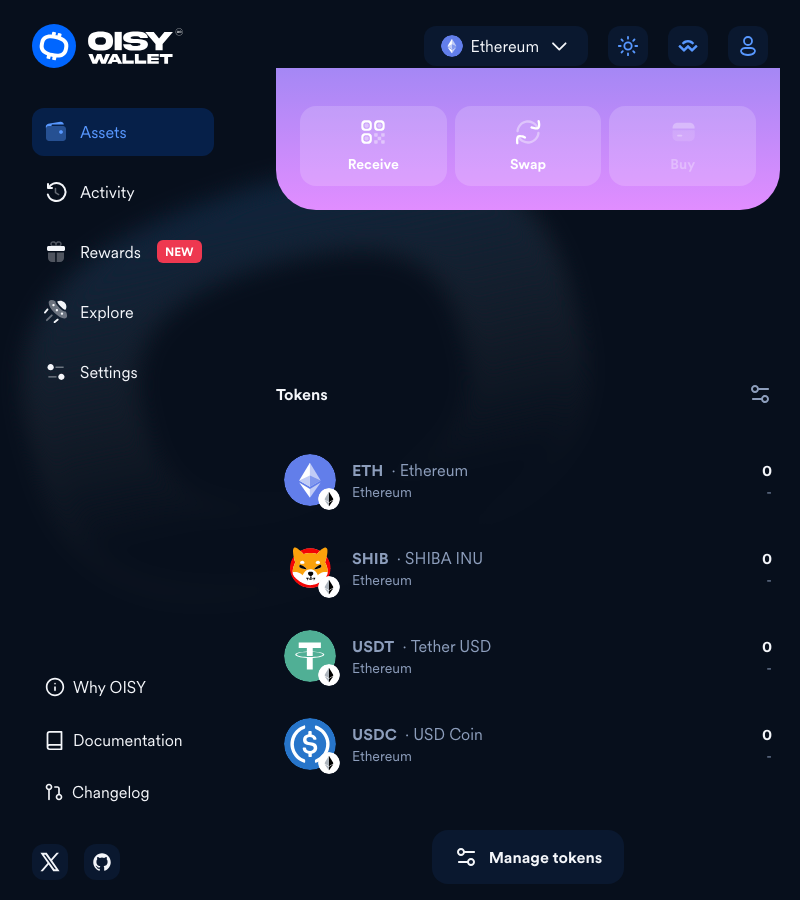 OISY
WALLET
Ethereum
Receive
Swap
Buy
Assets
Activity
Rewards NEW
Explore
Settings
Tokens
ETH · Ethereum 0
Ethereum -
SHIB · SHIBA INU 0
Ethereum -
USDT · Tether USD 0
Ethereum -
USDC · USD Coin 0
Ethereum -
Why OISY
Documentation
Changelog
Manage tokens